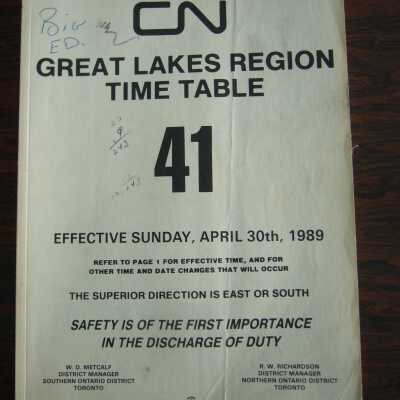 CN
Big
ED.
GREAT LAKES REGION
TIME TABLE
41
EFFECTIVE SUNDAY, APRIL 30th, 1989
REFER TO PAGE 1 FOR EFFECTIVE TIME, AND FOR
OTHER TIME AND DATE CHANGES THAT WILL OCCUR
THE SUPERIOR DIRECTION IS EAST OR SOUTH
SAFETY IS OF THE FIRST IMPORTANCE
IN THE DISCHARGE OF DUTY
W. D. METCALF
DISTRICT MANAGER
SOUTHERN ONTARIO DISTRICT
TORONTO
R. W. RICHARDSON
DISTRICT MANAGER
NORTHERN ONTARIO DISTRICT
TORONTO